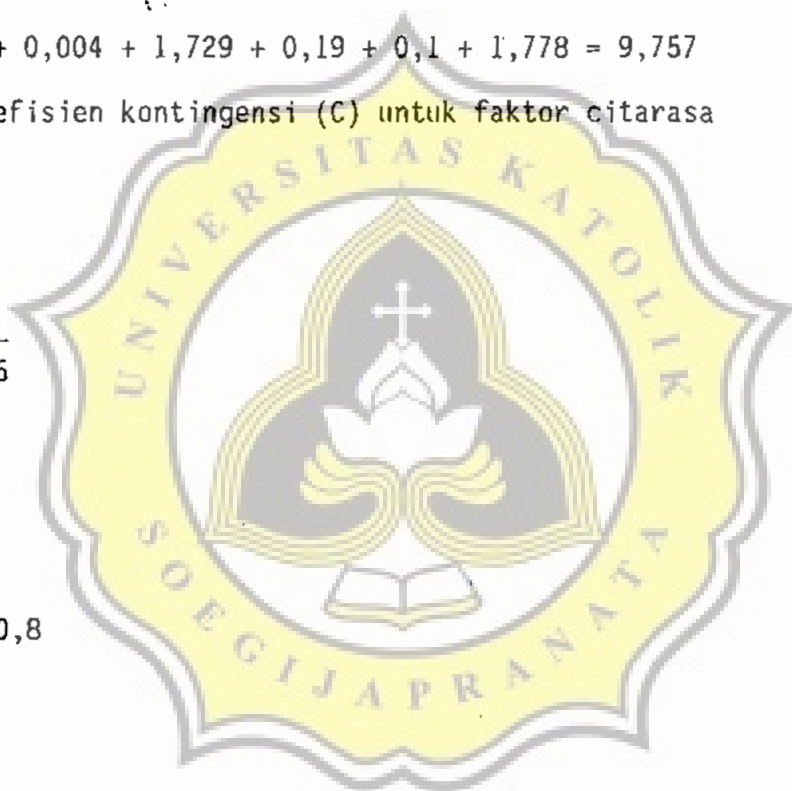 + 0,004 + 1,729 + 0,19 + 0,1 + 1,778 = 9,757
efisien kontingensi (C) untuk faktor citarasa
UNIVERSITAS KATOLIK
6
SOEGIJAPRANATA
0,8